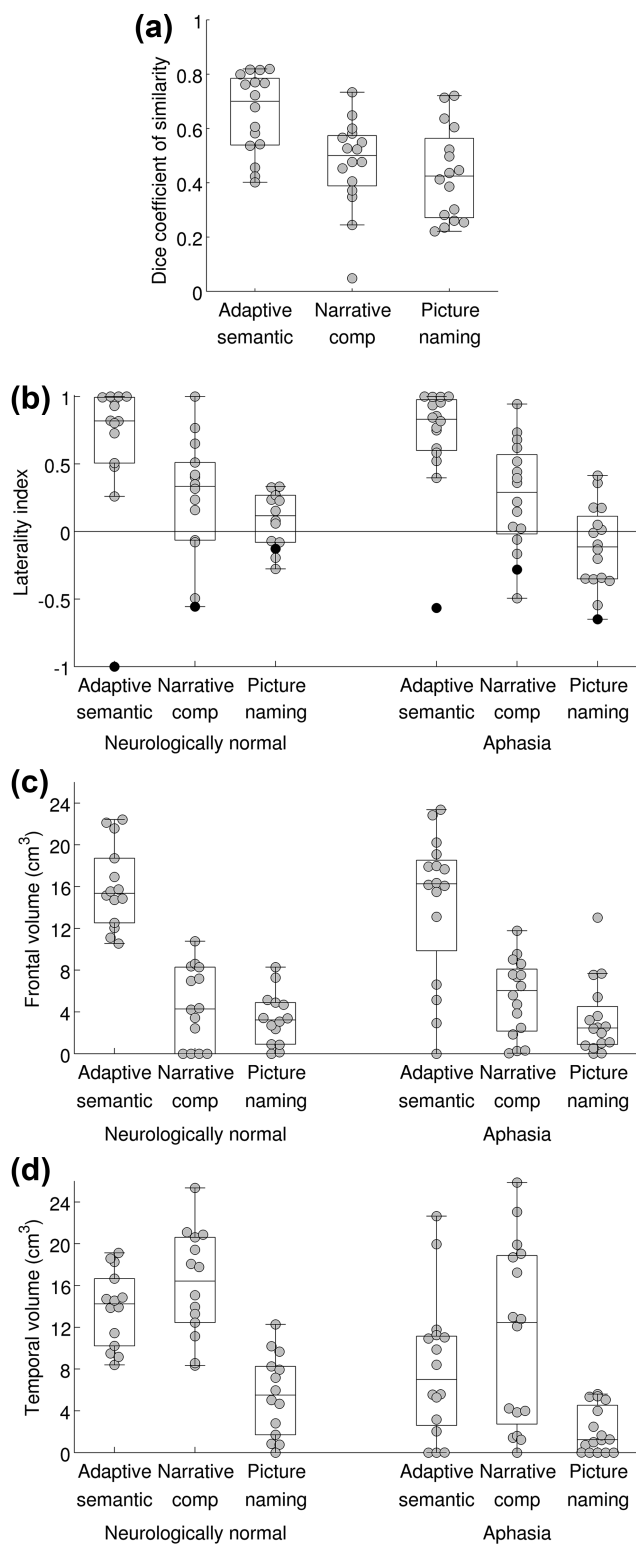 (a)
Dice coefficient of similarity
1
0.8
0.6
0.4
0.2
0
Adaptive semantic
Narrative comp
Picture naming
(b)
Laterality index
1
0.5
0
-0.5
-1
Adaptive semantic
Narrative comp
Picture naming
Adaptive semantic
Narrative comp
Picture naming
Neurologically normal
Aphasia
(c)
Frontal volume (cm³)
24
20
16
12
8
4
0
Adaptive semantic
Narrative comp
Picture naming
Adaptive semantic
Narrative comp
Picture naming
Neurologically normal
Aphasia
(d)
Temporal volume (cm³)
24
20
16
12
8
4
0
Adaptive semantic
Narrative comp
Picture naming
Adaptive semantic
Narrative comp
Picture naming
Neurologically normal
Aphasia